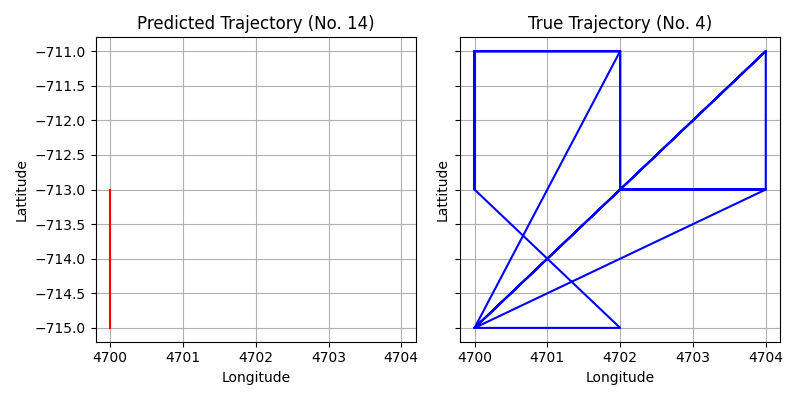 Predicted Trajectory (No. 14)
True Trajectory (No. 4)
Lattitude
−711.0
−711.5
−712.0
−712.5
−713.0
−713.5
−714.0
−714.5
−715.0
4700 4701 4702 4703 4704
Longitude
Lattitude
4700 4701 4702 4703 4704
Longitude